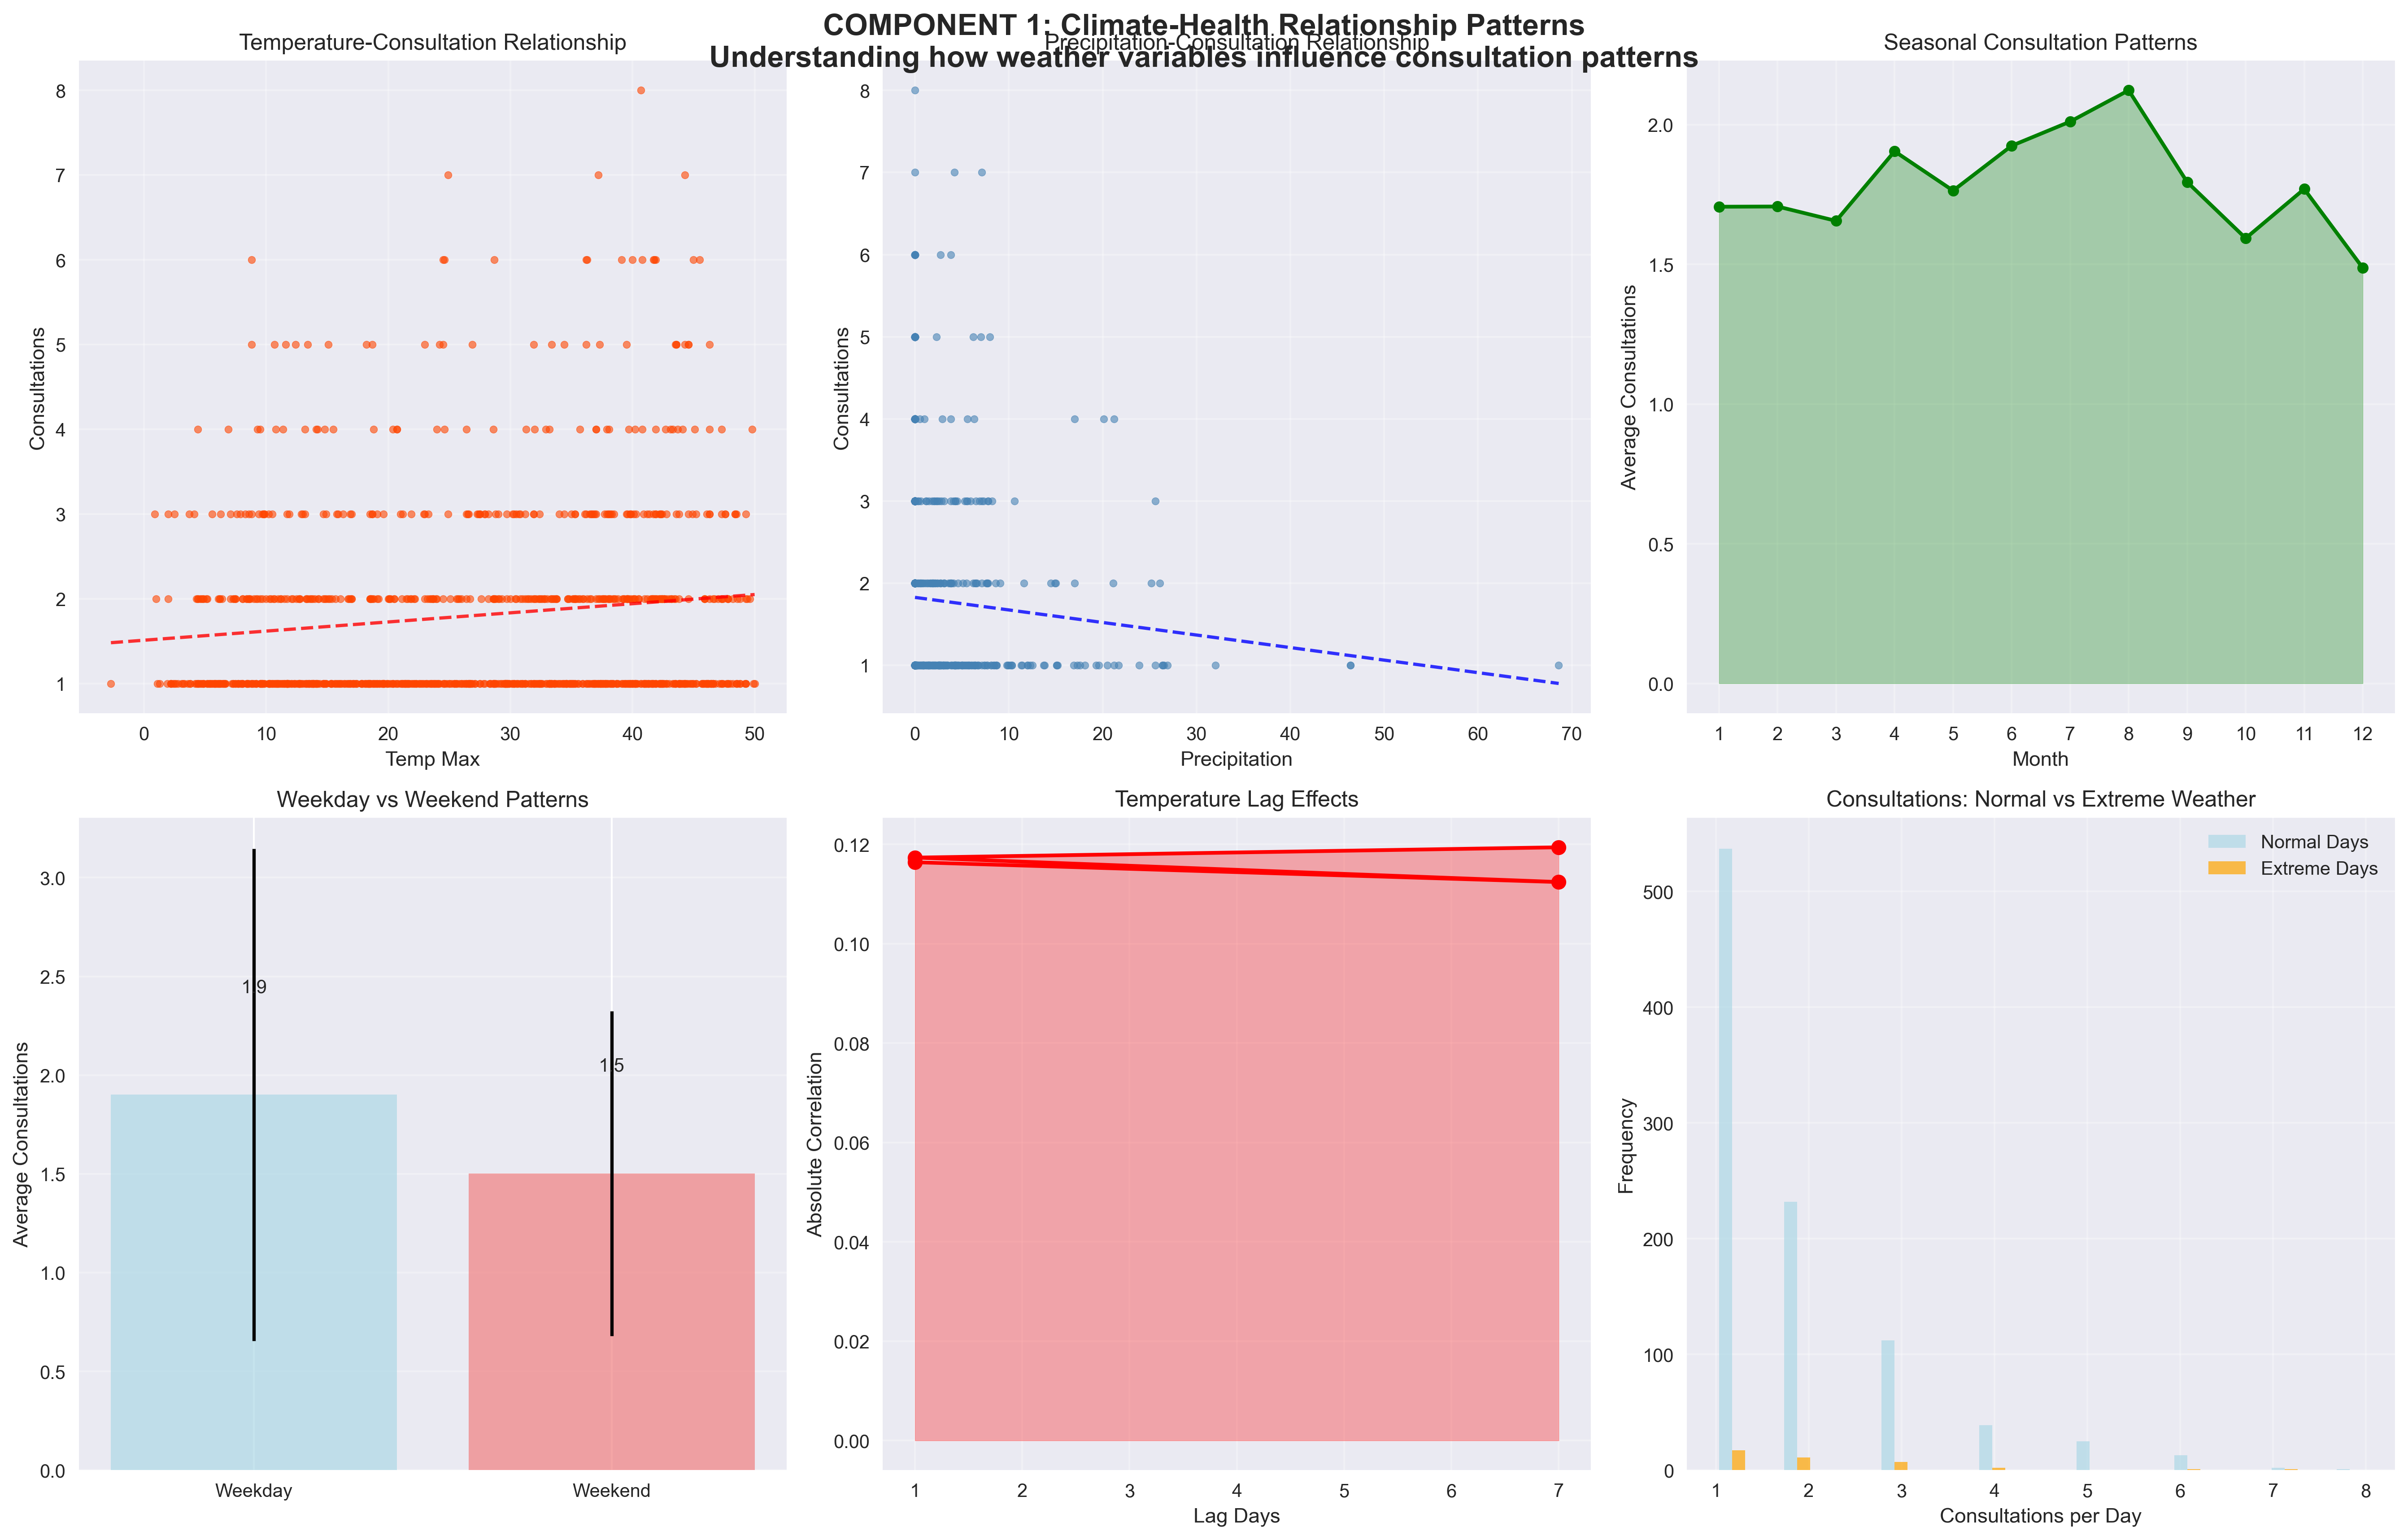 COMPONENT 1: Climate-Health Relationship Patterns
Understanding how weather variables influence consultation patterns
Temperature-Consultation Relationship
Consultations
8
7
6
5
4
3
2
1
0 10 20 30 40 50
Temp Max
Precipitation-Consultation Relationship
Consultations
8
7
6
5
4
3
2
1
0 10 20 30 40 50 60 70
Precipitation
Seasonal Consultation Patterns
Average Consultations
2.0
1.5
1.0
0.5
0.0
1 2 3 4 5 6 7 8 9 10 11 12
Month
Weekday vs Weekend Patterns
Average Consultations
3.0
2.5
2.0
1.5
1.0
0.5
0.0
1.9
1.5
Weekday Weekend
Temperature Lag Effects
Absolute Correlation
0.12
0.10
0.08
0.06
0.04
0.02
0.00
1 2 3 4 5 6 7
Lag Days
Consultations: Normal vs Extreme Weather
Normal Days
Extreme Days
Frequency
500
400
300
200
100
0
1 2 3 4 5 6 7 8
Consultations per Day